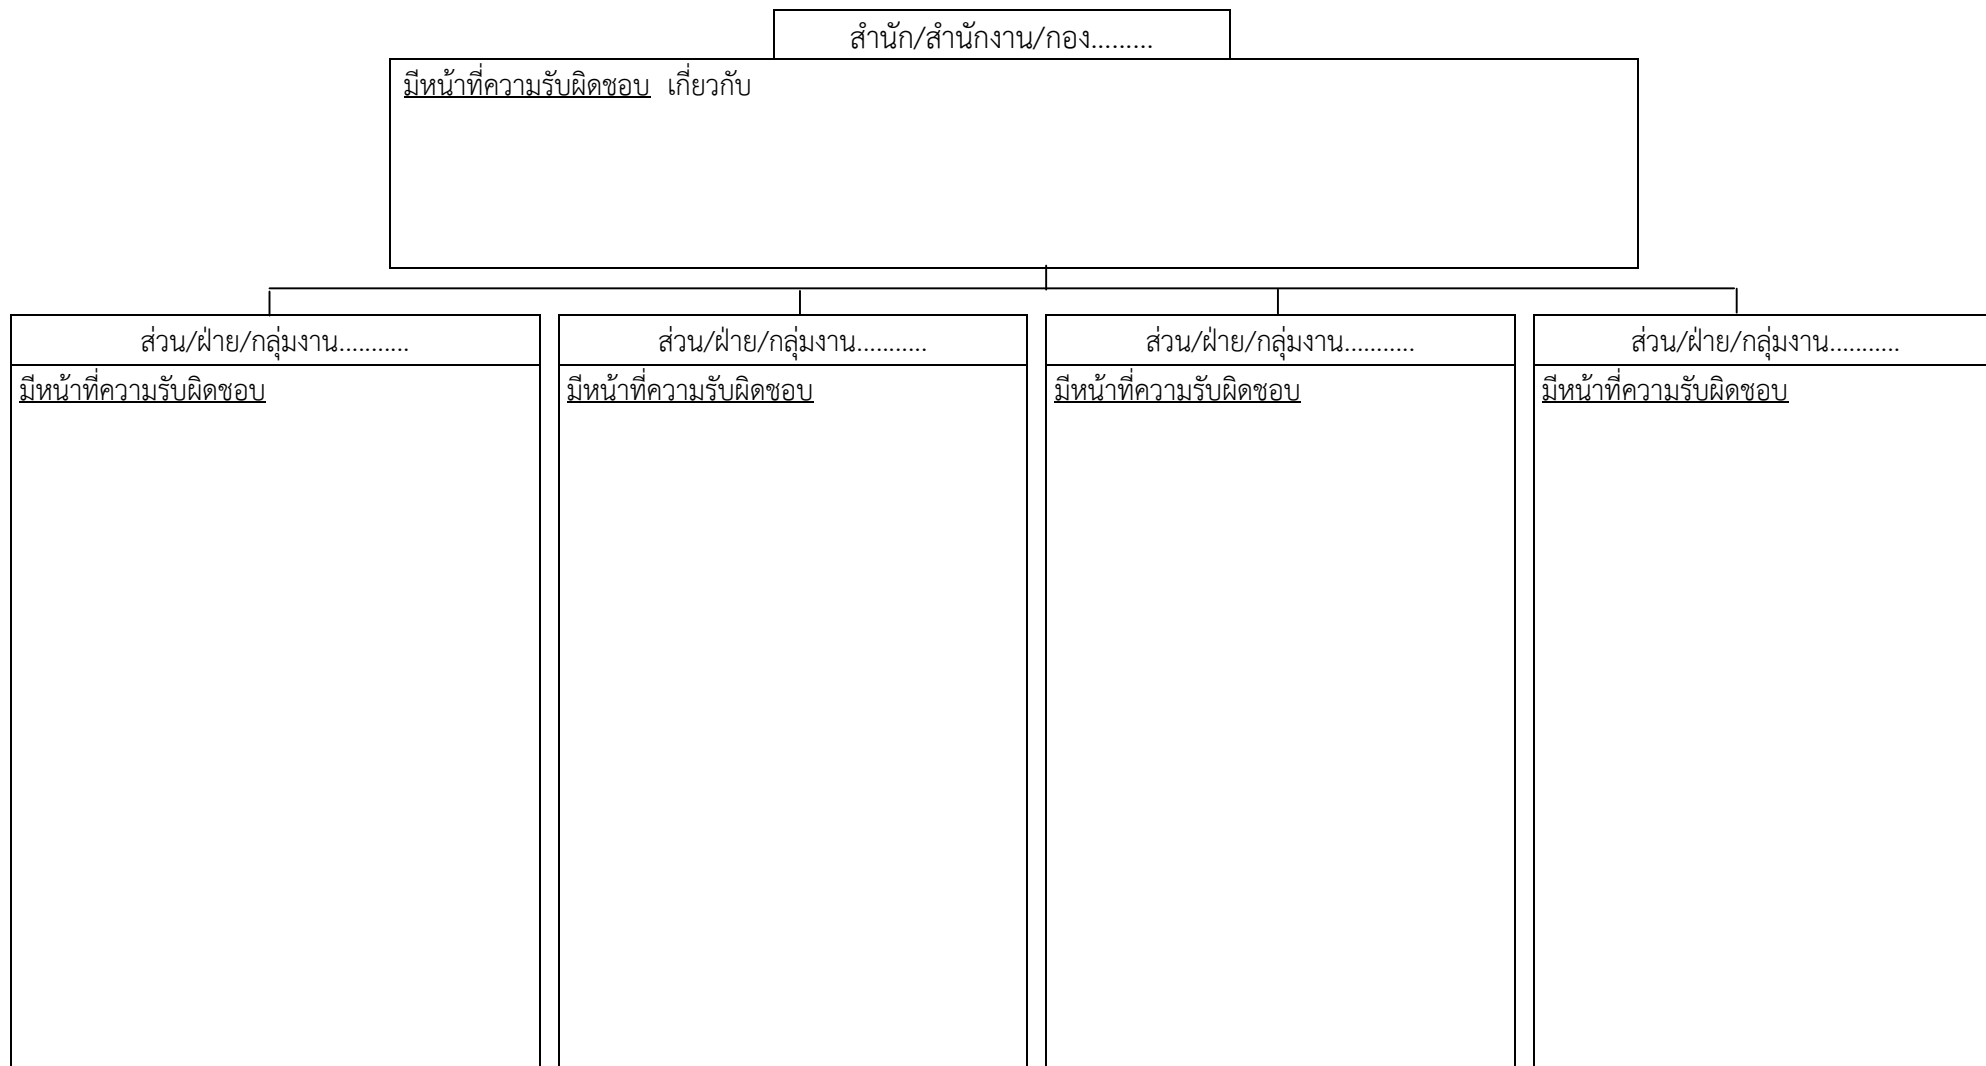 สำนัก/สำนักงาน/กอง.........
มีหน้าที่ความรับผิดชอบ เกี่ยวกับ
ส่วน/ฝ่าย/กลุ่มงาน..........
ส่วน/ฝ่าย/กลุ่มงาน..........
ส่วน/ฝ่าย/กลุ่มงาน..........
ส่วน/ฝ่าย/กลุ่มงาน..........
มีหน้าที่ความรับผิดชอบ
มีหน้าที่ความรับผิดชอบ
มีหน้าที่ความรับผิดชอบ
มีหน้าที่ความรับผิดชอบ